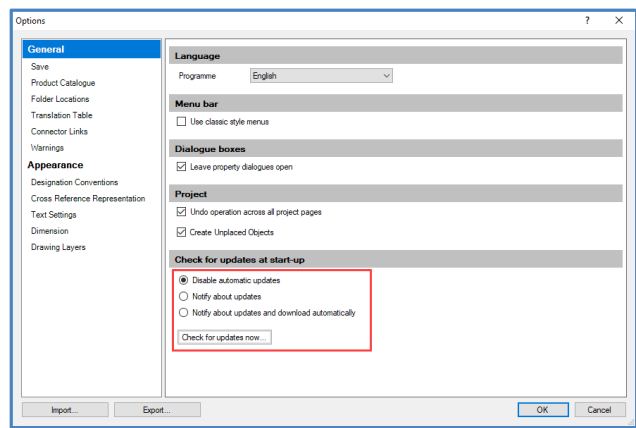 Options
?
General
Save
Product Catalogue
Folder Locations
Translation Table
Connector Links
Warnings
Appearance
Designation Conventions
Cross Reference Representation
Text Settings
Dimension
Drawing Layers
Language
Programme English
Menu bar
Use classic style menus
Dialogue boxes
Leave property dialogues open
Project
Undo operation across all project pages
Create Unplaced Objects
Check for updates at start-up
Disable automatic updates
Notify about updates
Notify about updates and download automatically
Check for updates now...
Import... Export... OK Cancel